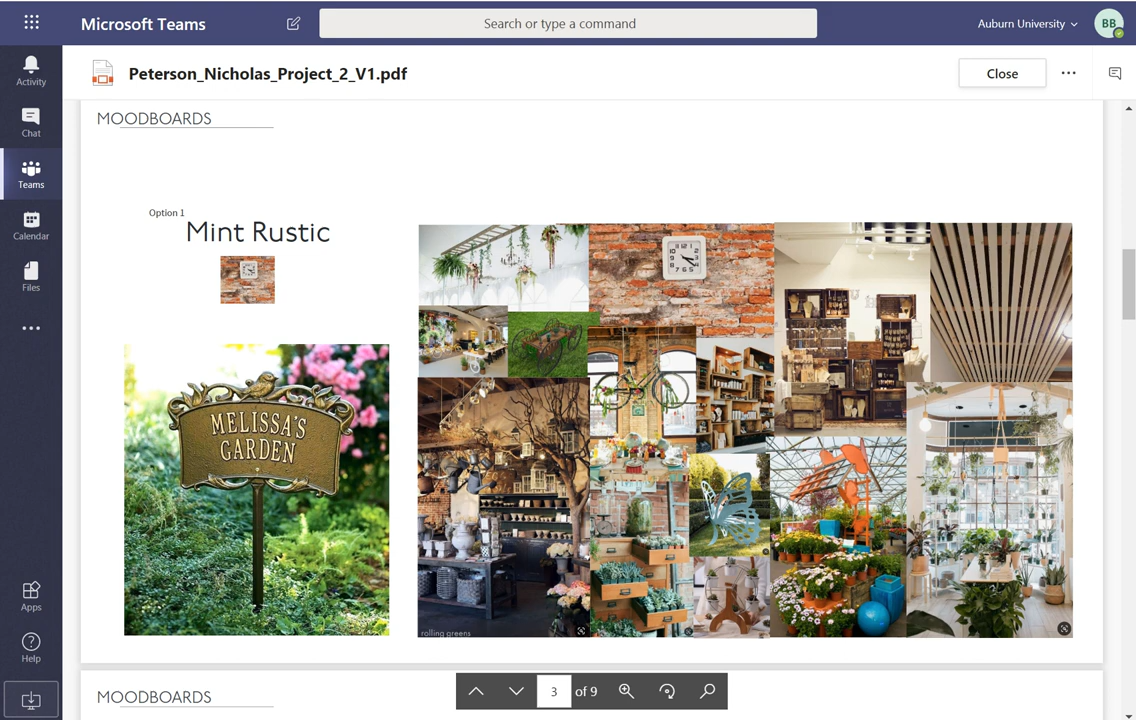 Microsoft Teams
Search or type a command
Auburn University
BB
Activity
Chat
Teams
Calendar
Files
Apps
Help
Peterson_Nicholas_Project_2_V1.pdf
Close
MOODBOARDS
Option 1
Mint Rustic
MELISSA'S
GARDEN
rolling greens
3 of 9
MOODBOARDS